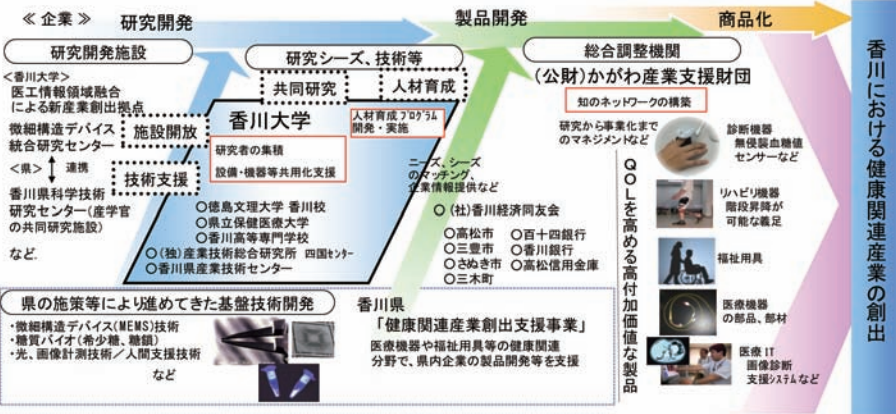 ≪ 企業 ≫
研究開発
製品開発
商品化
研究開発施設
研究シーズ、技術等
総合調整機関
<香川大学>
医工情報領域融合
による新産業創出拠点
微細構造デバイス
統合研究センター
<県>
連携
香川県科学技術
研究センター(産学官
の共同研究施設)
など.
共同研究
人材育成
施設開放
技術支援
香川大学
研究者の集積
設備・機器等共用化支援
人材育成プログラム
開発・実施
○徳島文理大学 香川校
○県立保健医療大学
○香川高等専門学校
○(独)産業技術総合研究所 四国センター
○香川県産業技術センター
ニーズ、シーズ
のマッチング、
企業情報提供など
○ (社)香川経済同友会
○高松市
○三豊市
○さぬき市
○三木町
○百十四銀行
○香川銀行
○高松信用金庫
(公財)かがわ産業支援財団
知のネットワークの構築
研究から事業化まで
のマネジメントなど
QOLを高める高付加価値な製品
診断機器
無侵襲血糖値
センサーなど
リハビリ機器
階段昇降が
可能な義足
福祉用具
医療機器
の部品、部材
医療 IT
画像診断
支援システムなど
香川における健康関連産業の創出
県の施策等により進めてきた基盤技術開発
・微細構造デバイス(MEMS)技術
・糖質バイオ(希少糖、糖鎖)
・光、画像計測技術/人間支援技術
など
香川県
「健康関連産業創出支援事業」
医療機器や福祉用具等の健康関連
分野で、県内企業の製品開発等を支援